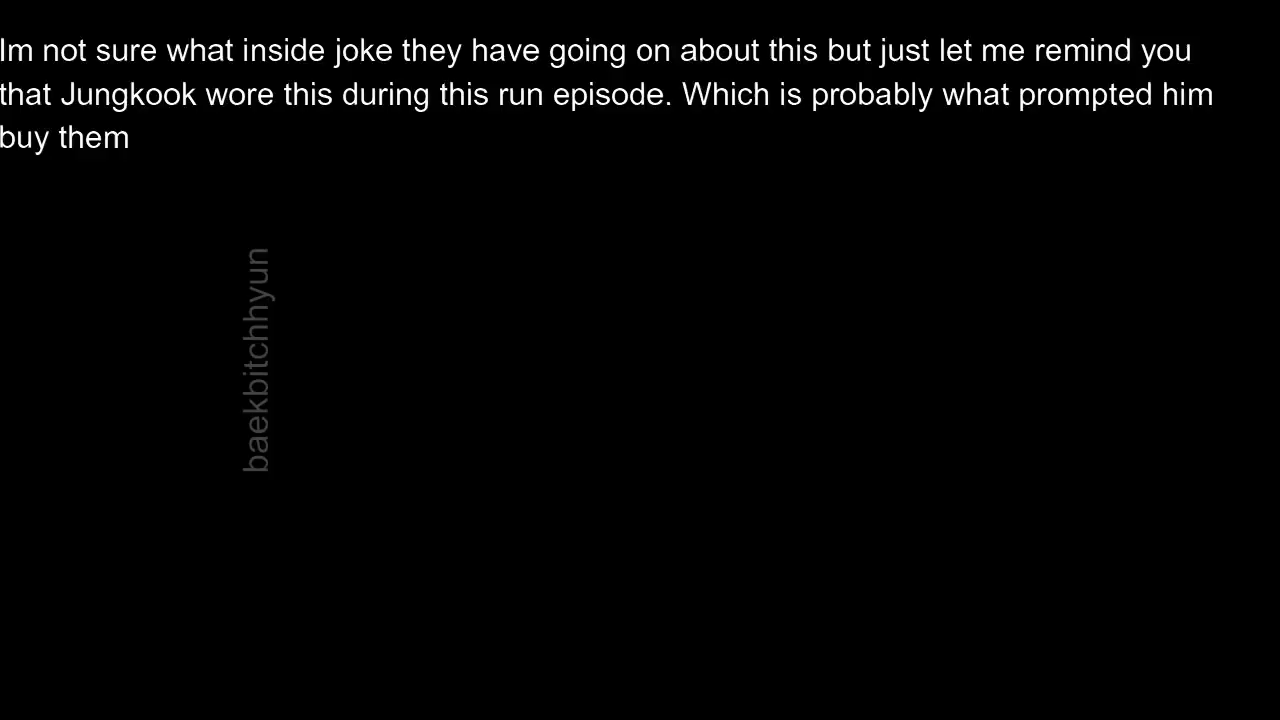 Im not sure what inside joke they have going on about this but just let me remind you
that Jungkook wore this during this run episode. Which is probably what prompted him
buy them
baekbitchhyun